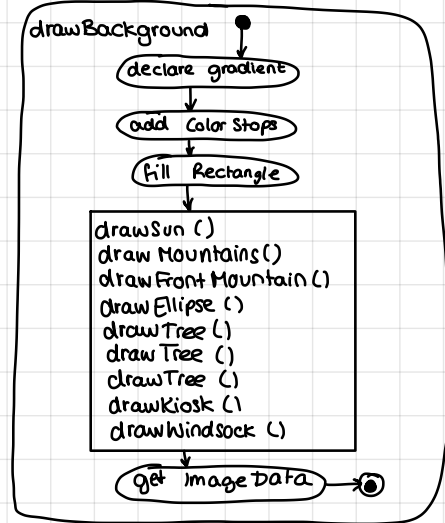 drawBackground
declare gradient
add Color Stops
fill Rectangle
drawSun ()
draw Mountains()
drawFront Mountain ()
drawEllipse ()
drawTree ()
draw Tree ()
drawTree ()
drawKiosk ()
drawWindsock ()
get Image Data